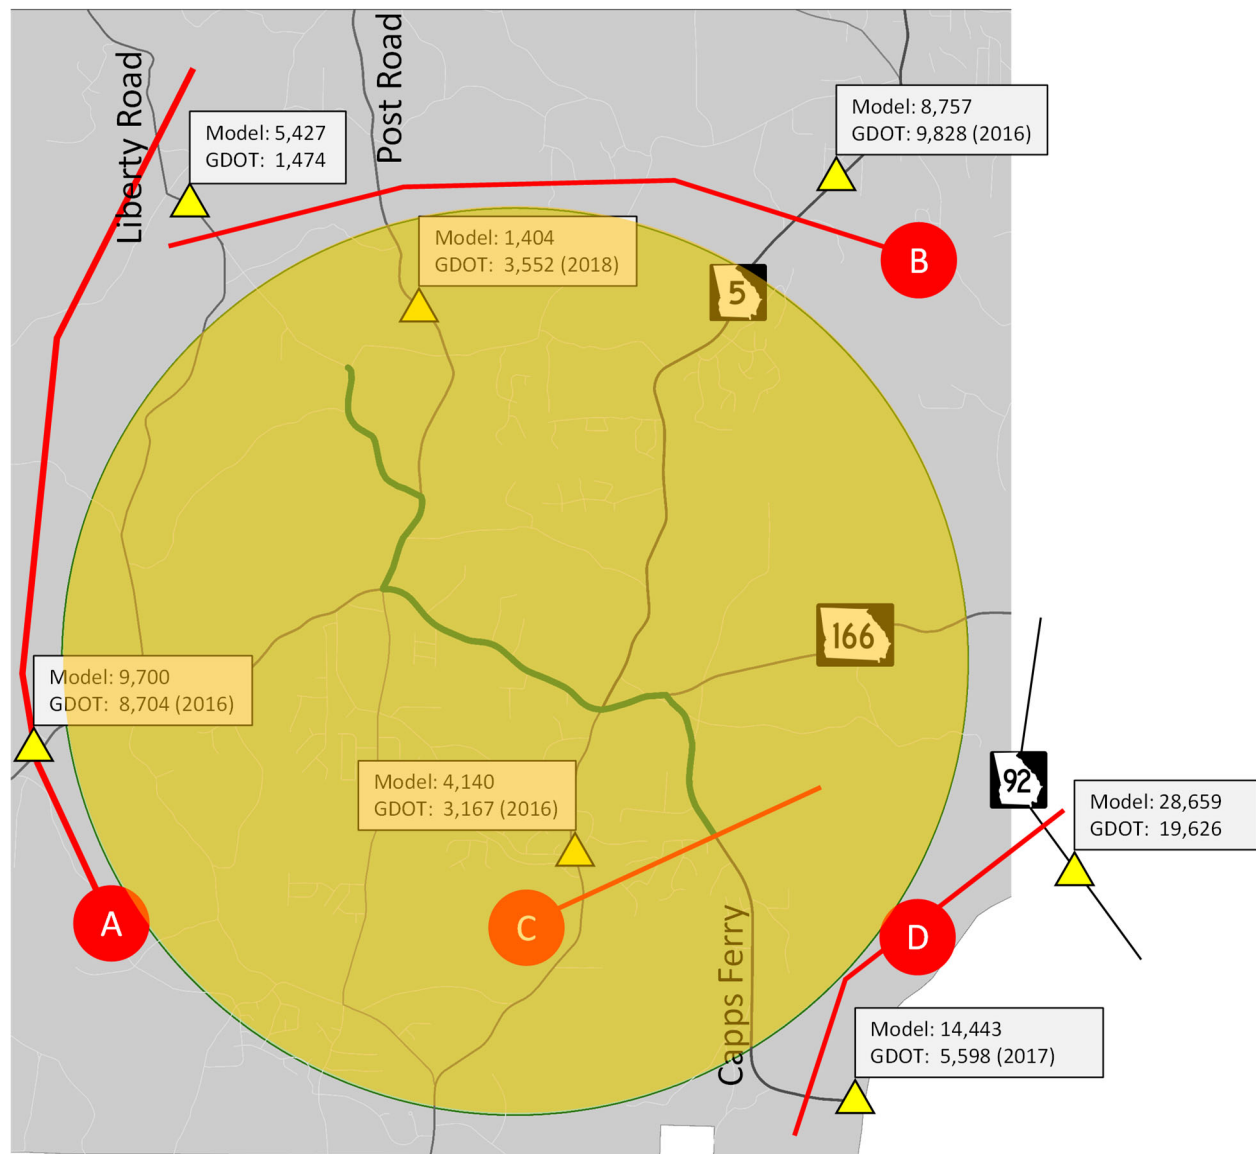 Liberty Road
Post Road
Model: 5,427
GDOT: 1,474
Model: 8,757
GDOT: 9,828 (2016)
Model: 1,404
GDOT: 3,552 (2018)
B
5
166
Model: 9,700
GDOT: 8,704 (2016)
Model: 4,140
GDOT: 3,167 (2016)
92
Model: 28,659
GDOT: 19,626
A
C
D
Capps Ferry
Model: 14,443
GDOT: 5,598 (2017)